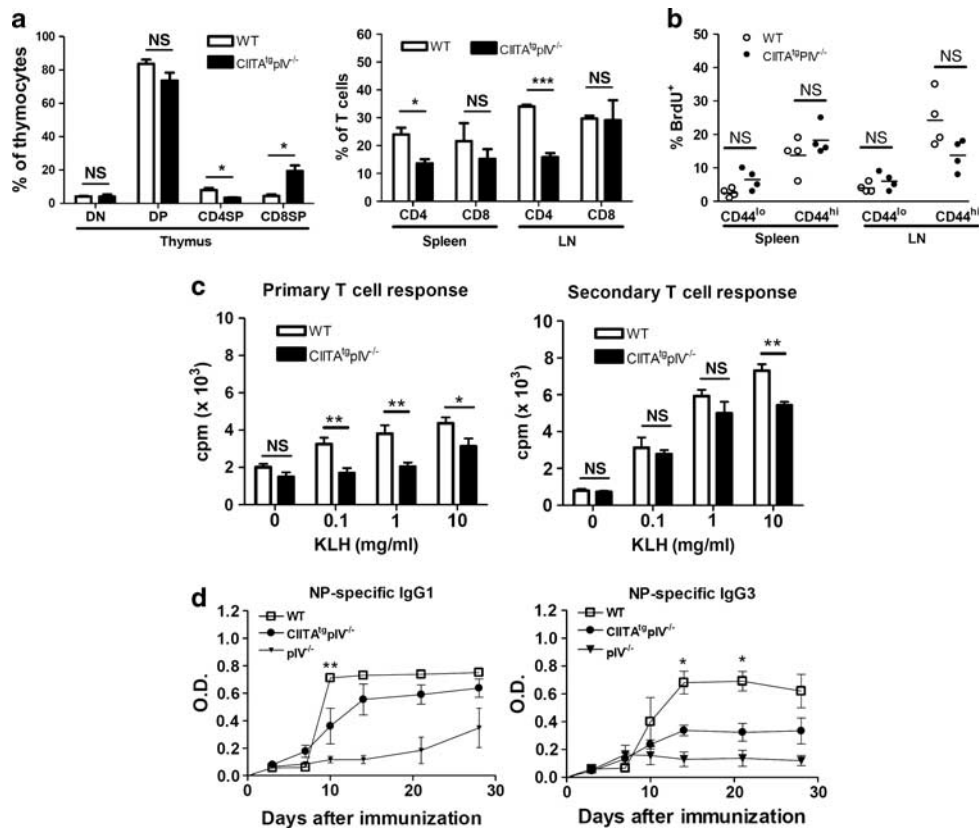 a
% of thymocytes
100
80
60
40
20
0
NS
NS
*
*
WT
CIITAᵗᵍpIV⁻/⁻
DN DP CD4SP CD8SP
Thymus
% of T cells
60
50
40
30
20
10
0
WT
CIITAᵗᵍpIV⁻/⁻
*
NS
***
NS
CD4 CD8 CD4 CD8
Spleen LN
b
WT
CIITAᵗᵍPIV⁻/⁻
% BrdU⁺
50
40
30
20
10
0
NS
NS
NS
NS
CD44ˡᵒ CD44ʰⁱ CD44ˡᵒ CD44ʰⁱ
Spleen LN
c
Primary T cell response
WT
CIITAᵗᵍpIV⁻/⁻
cpm (x 10³)
10
8
6
4
2
0
NS
**
**
*
0 0.1 1 10
KLH (mg/ml)
Secondary T cell response
WT
CIITAᵗᵍpIV⁻/⁻
cpm (x 10³)
10
8
6
4
2
0
NS
NS
NS
**
0 0.1 1 10
KLH (mg/ml)
d
NP-specific IgG1
WT
CIITAᵗᵍpIV⁻/⁻
pIV⁻/⁻
**
O.D.
1.2
1.0
0.8
0.6
0.4
0.2
0.0
0 10 20 30
Days after immunization
NP-specific IgG3
WT
CIITAᵗᵍpIV⁻/⁻
pIV⁻/⁻
*
*
O.D.
1.2
1.0
0.8
0.6
0.4
0.2
0.0
0 10 20 30
Days after immunization